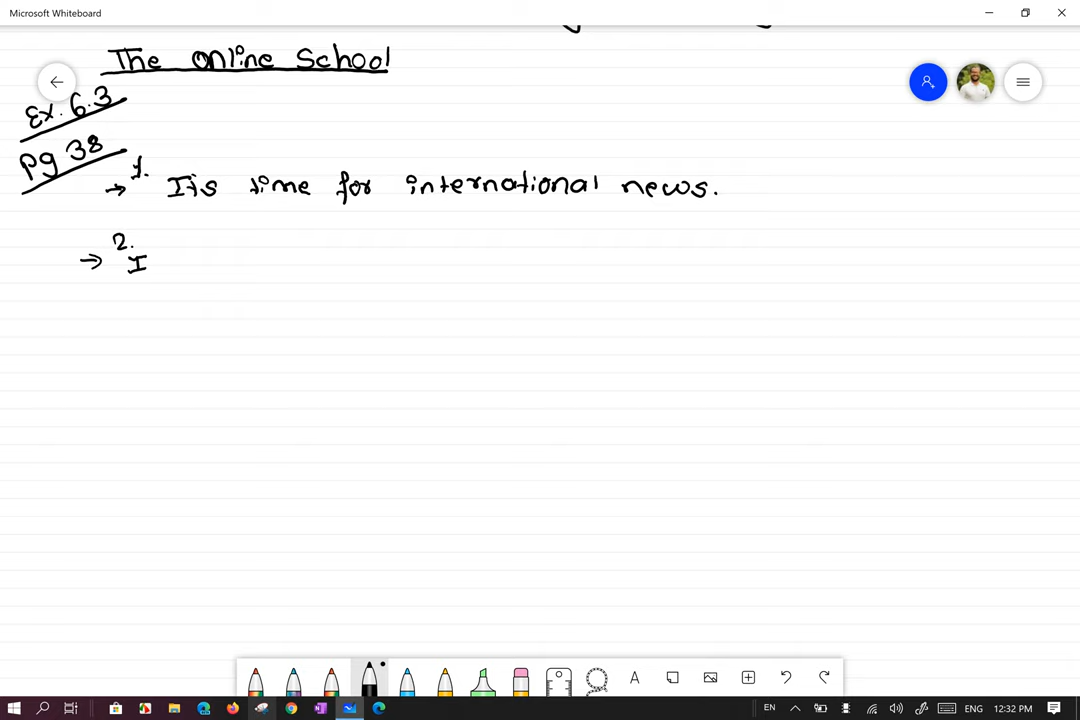 Microsoft Whiteboard
The Online School
Ex. 6.3
Pg 38
1.
→ Its time for international news.
2.
→ I
A
EN
ENG
12:32 PM